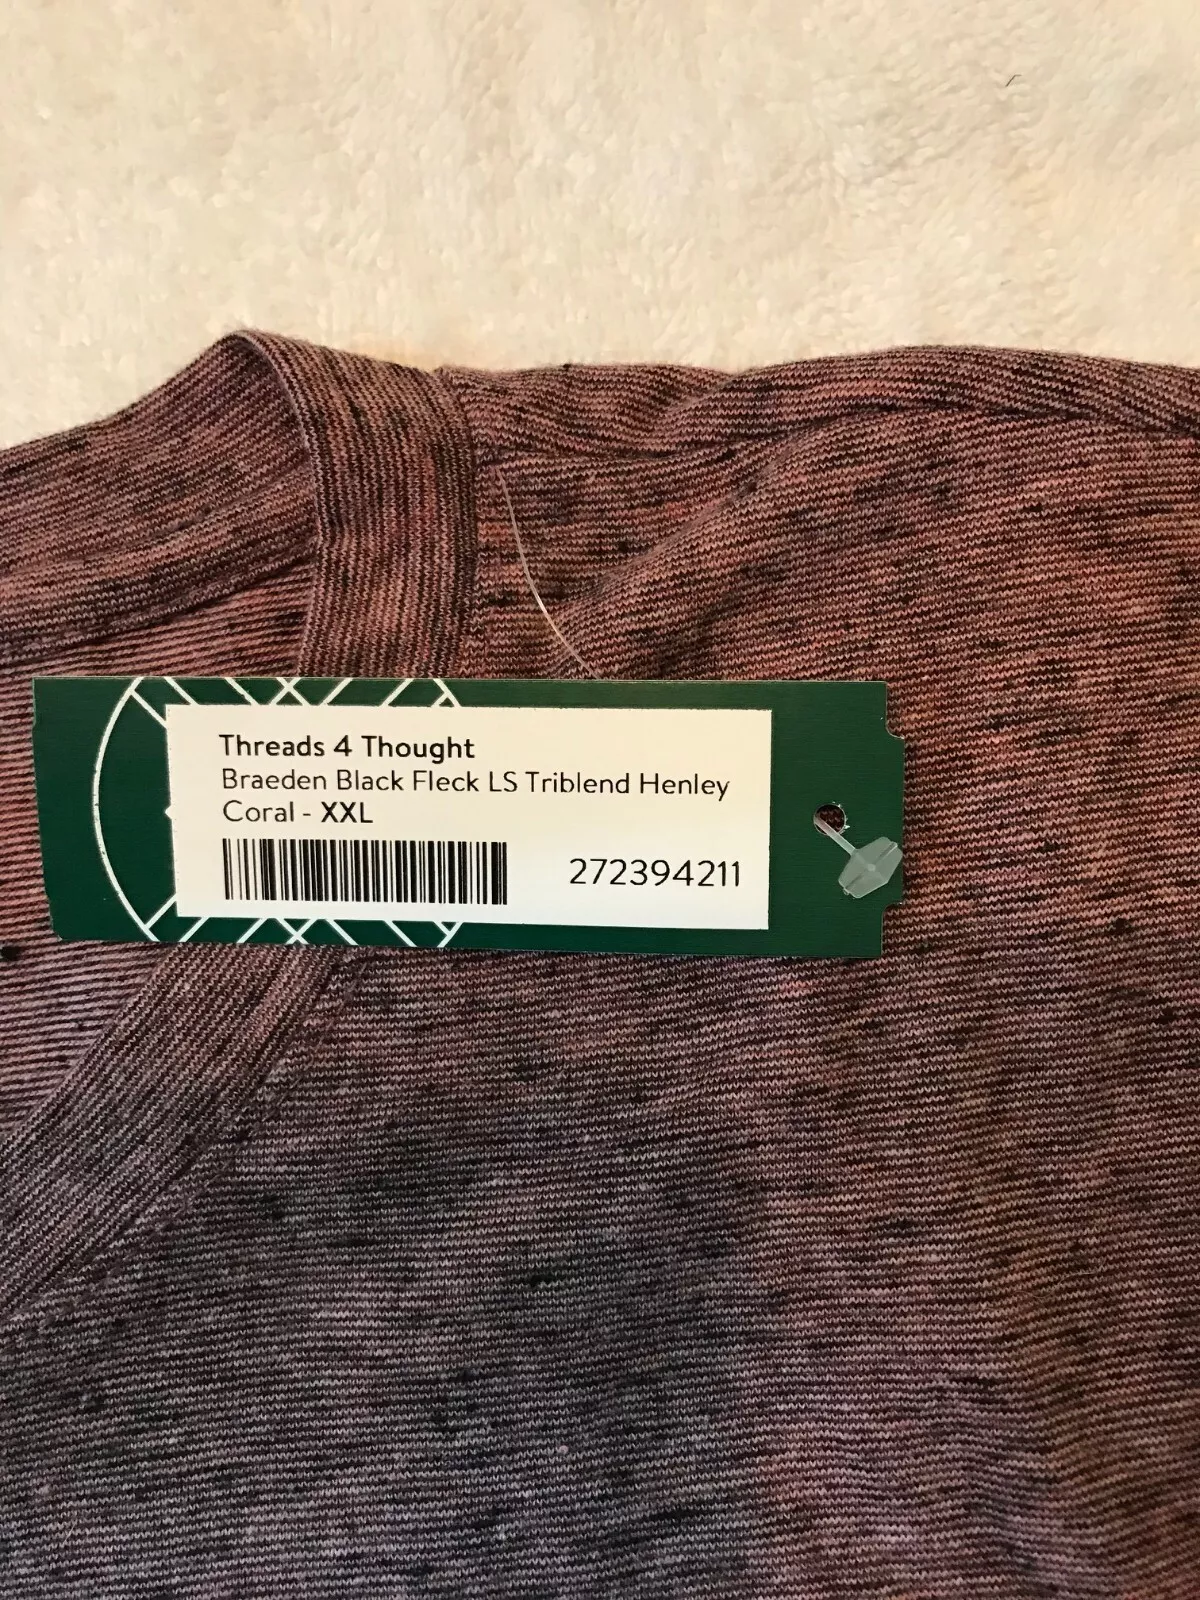 Threads 4 Thought
Braeden Black Fleck LS Triblend Henley
Coral - XXL
272394211